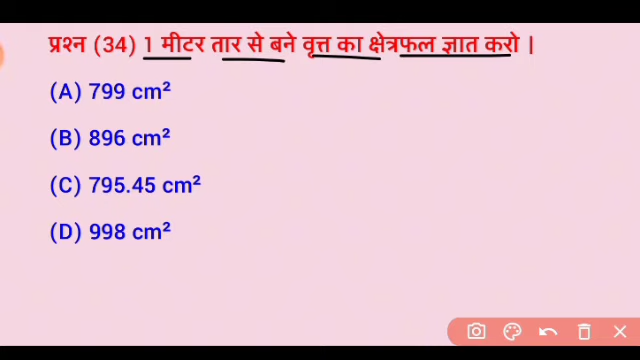 प्रश्न (34) 1 मीटर तार से बने वृत्त का क्षेत्रफल ज्ञात करो |
(A) 799 cm²
(B) 896 cm²
(C) 795.45 cm²
(D) 998 cm²